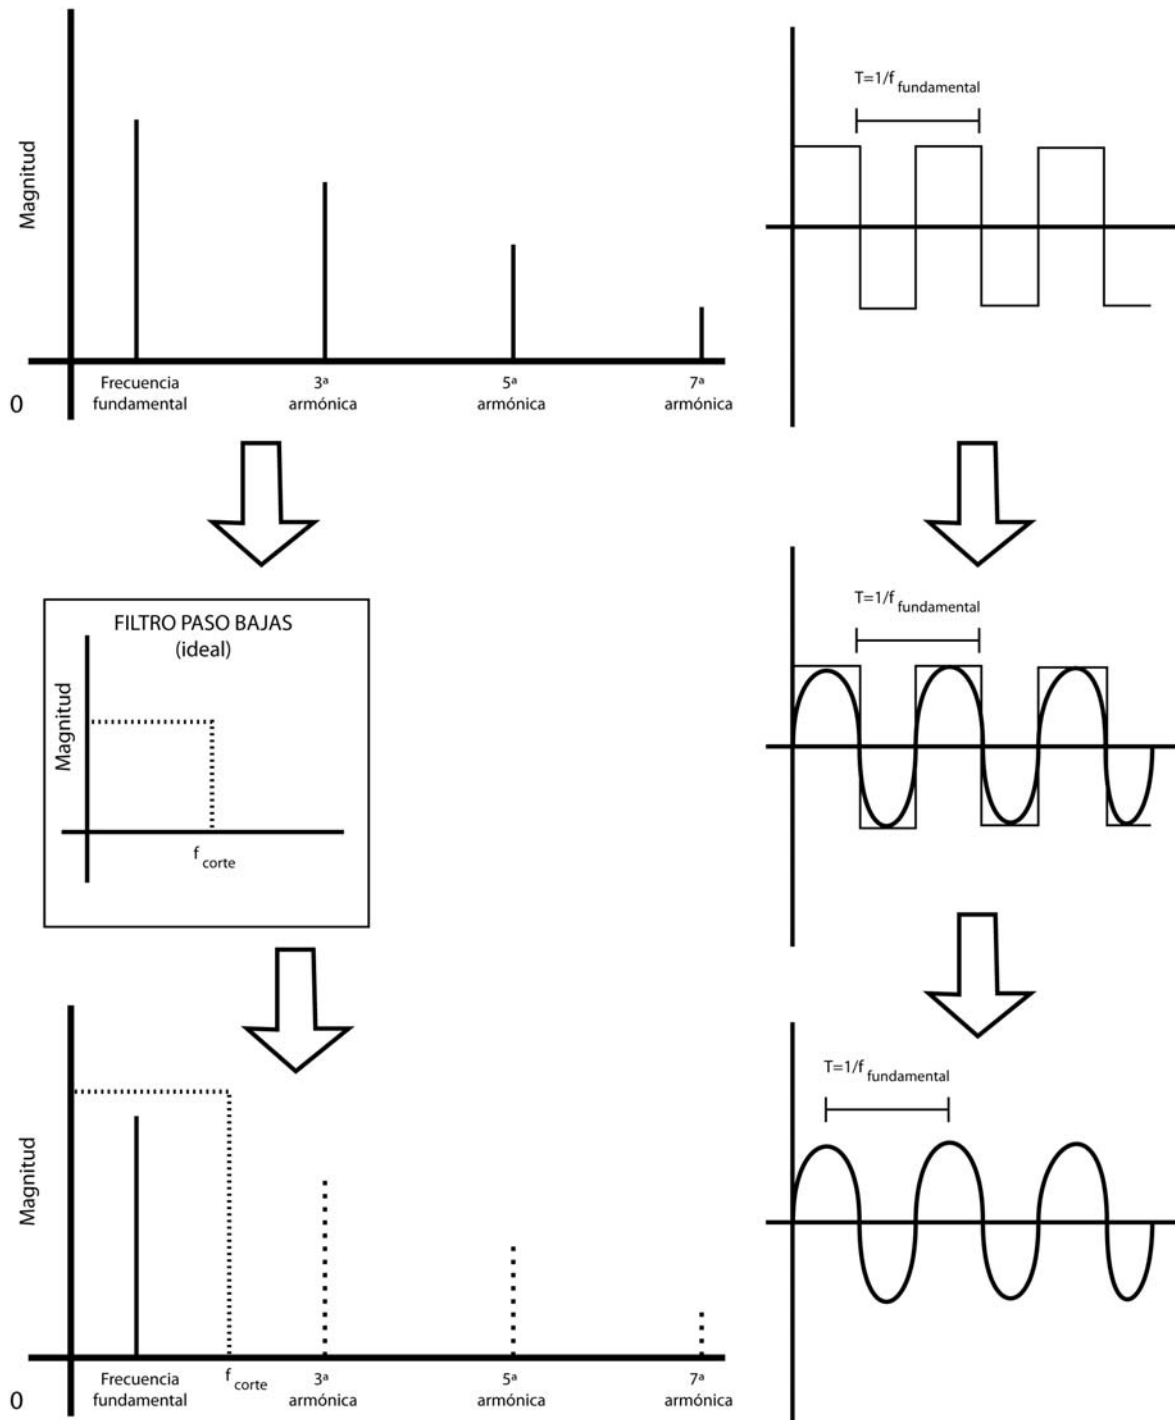 Magnitud
Frecuencia
fundamental
3ª
armónica
5ª
armónica
7ª
armónica
0
T=1/f fundamental
FILTRO PASO BAJAS
(ideal)
Magnitud
f corte
T=1/f fundamental
Magnitud
Frecuencia
fundamental
f corte
3ª
armónica
5ª
armónica
7ª
armónica
0
T=1/f fundamental